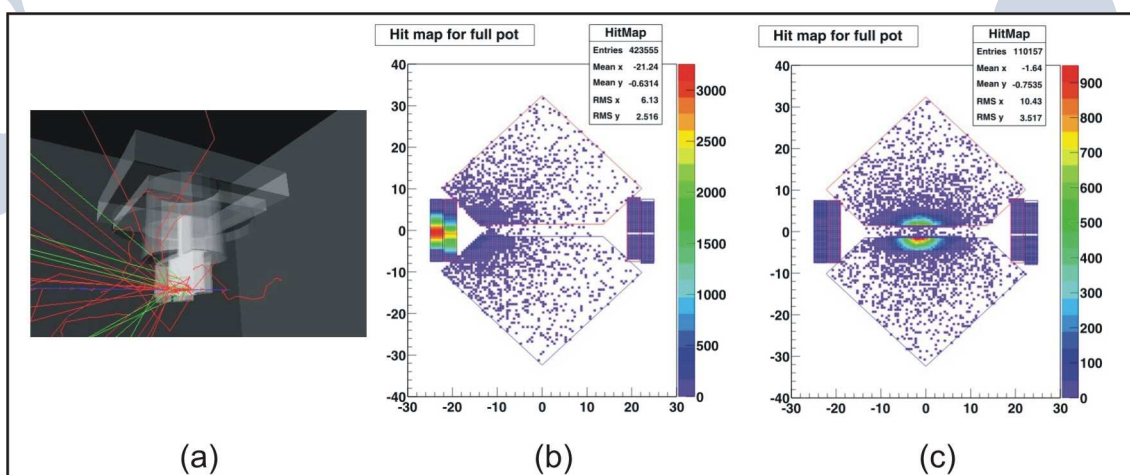 Hit map for full pot
HitMap
Entries 423555
Mean x -21.24
Mean y -0.6314
RMS x 6.13
RMS y 2.516
40
30
20
10
0
-10
-20
-30
-40
-30 -20 -10 0 10 20 30
3000
2500
2000
1500
1000
500
0
Hit map for full pot
HitMap
Entries 110157
Mean x -1.64
Mean y -0.7535
RMS x 10.43
RMS y 3.517
40
30
20
10
0
-10
-20
-30
-40
-30 -20 -10 0 10 20 30
900
800
700
600
500
400
300
200
100
0
(a) (b) (c)